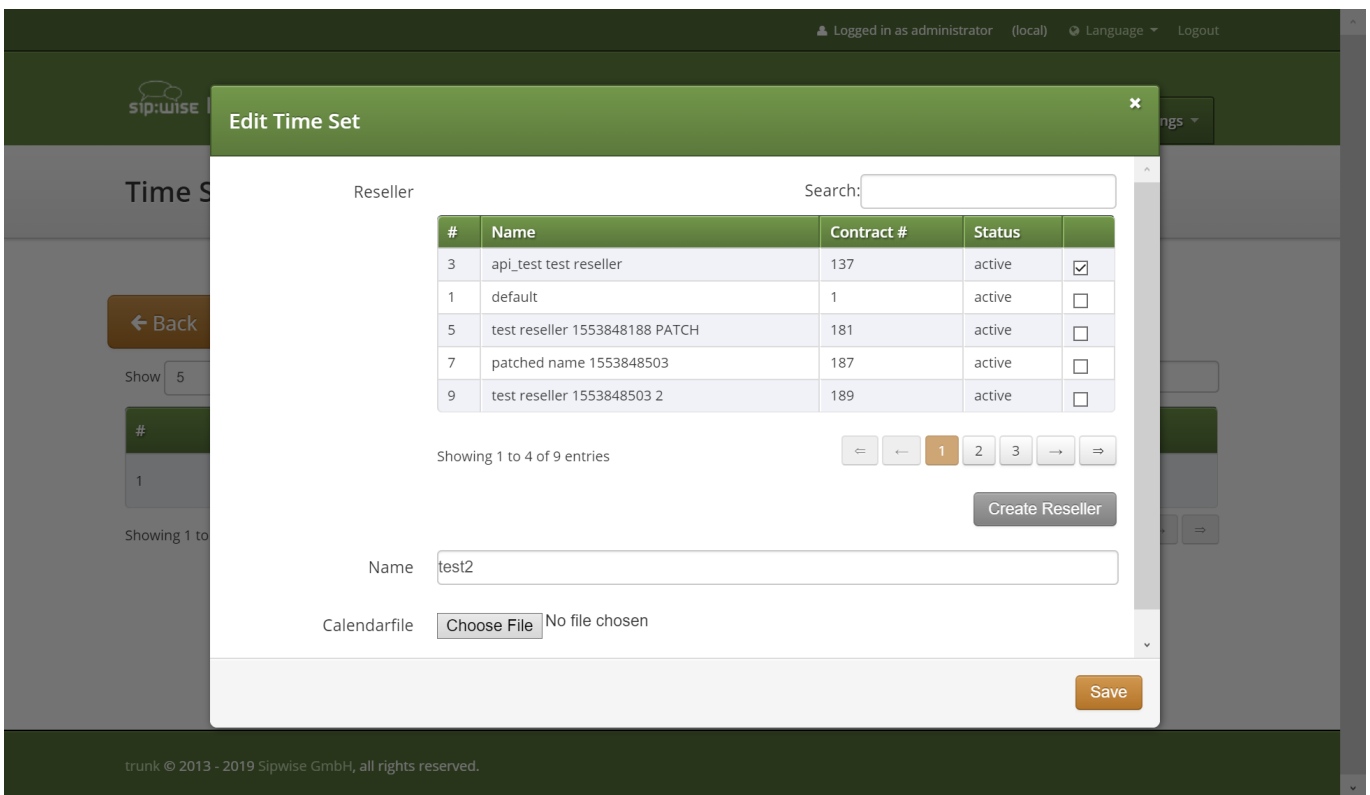 Logged in as administrator (local) Language Logout
sip:wise
ngs
Edit Time Set
Time S
Reseller Search:
# Name Contract # Status
3 api_test test reseller 137 active
1 default 1 active
5 test reseller 1553848188 PATCH 181 active
7 patched name 1553848503 187 active
9 test reseller 1553848503 2 189 active
Back
Show 5
#
1
Showing 1 to
Showing 1 to 4 of 9 entries ⇐ ← 1 2 3 → ⇒
Create Reseller
⇒
Name test2
Calendarfile Choose File No file chosen
Save
trunk © 2013 - 2019 Sipwise GmbH, all rights reserved.